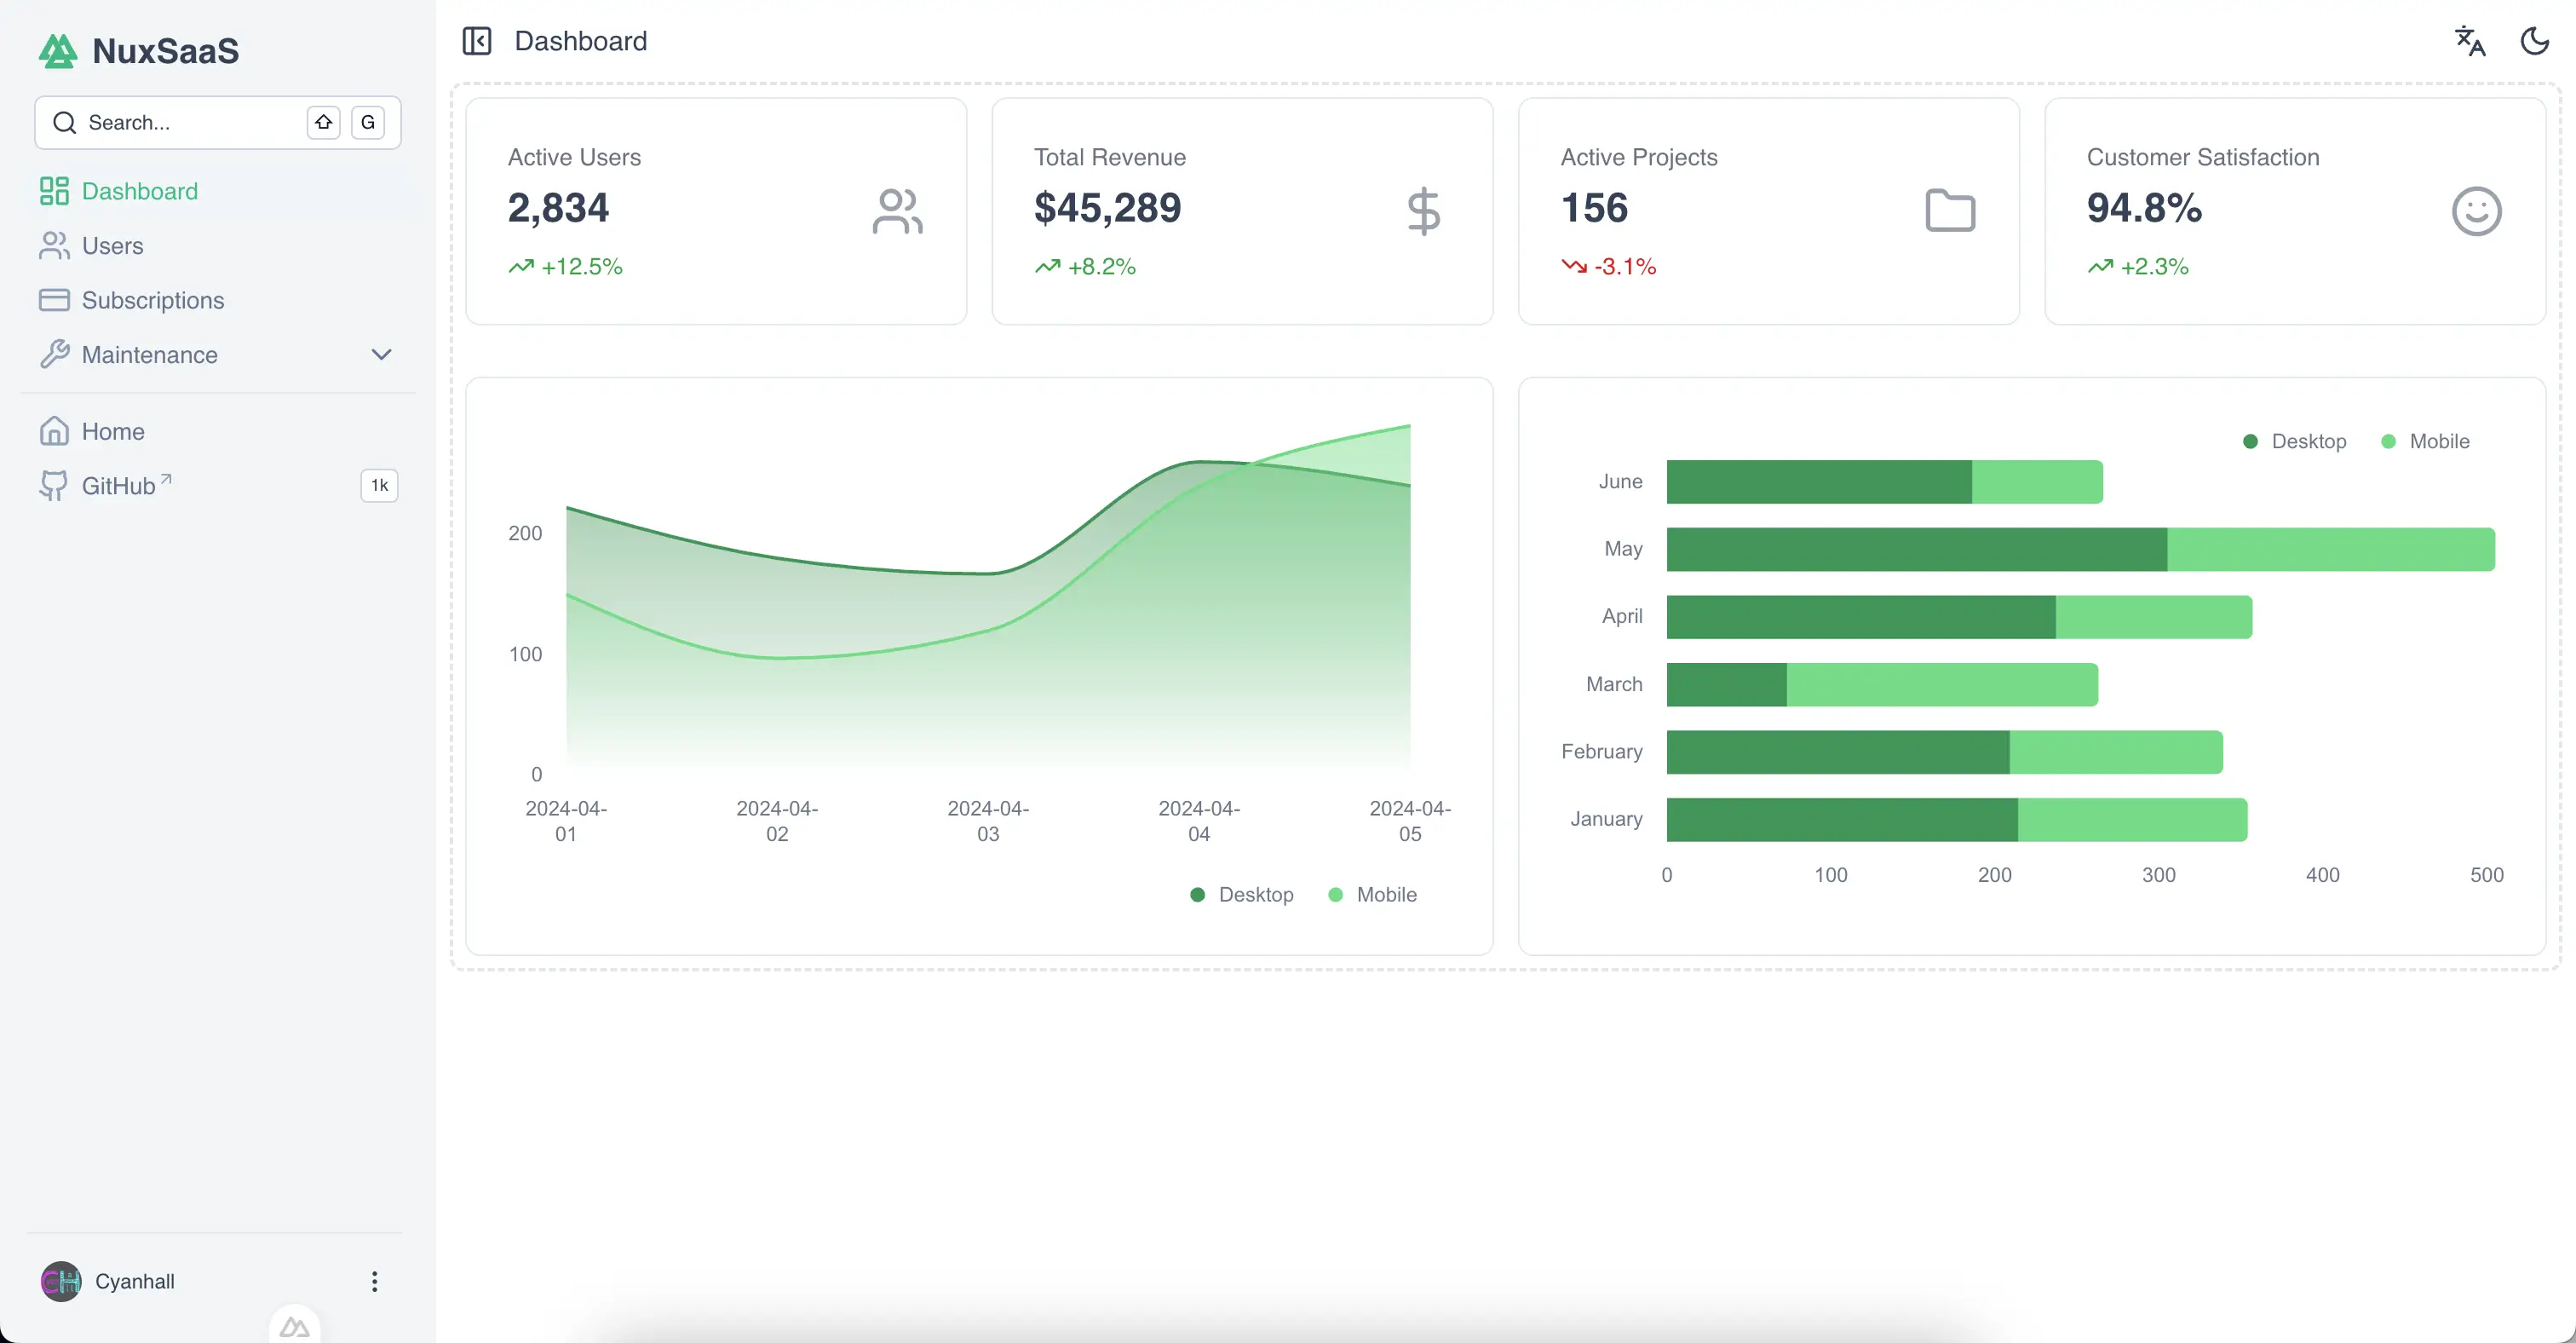 NuxSaaS
Search...
G
Dashboard
Users
Subscriptions
Maintenance
Home
GitHub
1k
Cyanhall
Dashboard
Active Users
2,834
+12.5%
Total Revenue
$45,289
+8.2%
Active Projects
156
-3.1%
Customer Satisfaction
94.8%
+2.3%
200
100
0
2024-04-
01
2024-04-
02
2024-04-
03
2024-04-
04
2024-04-
05
Desktop Mobile
Desktop Mobile
June
May
April
March
February
January
0 100 200 300 400 500